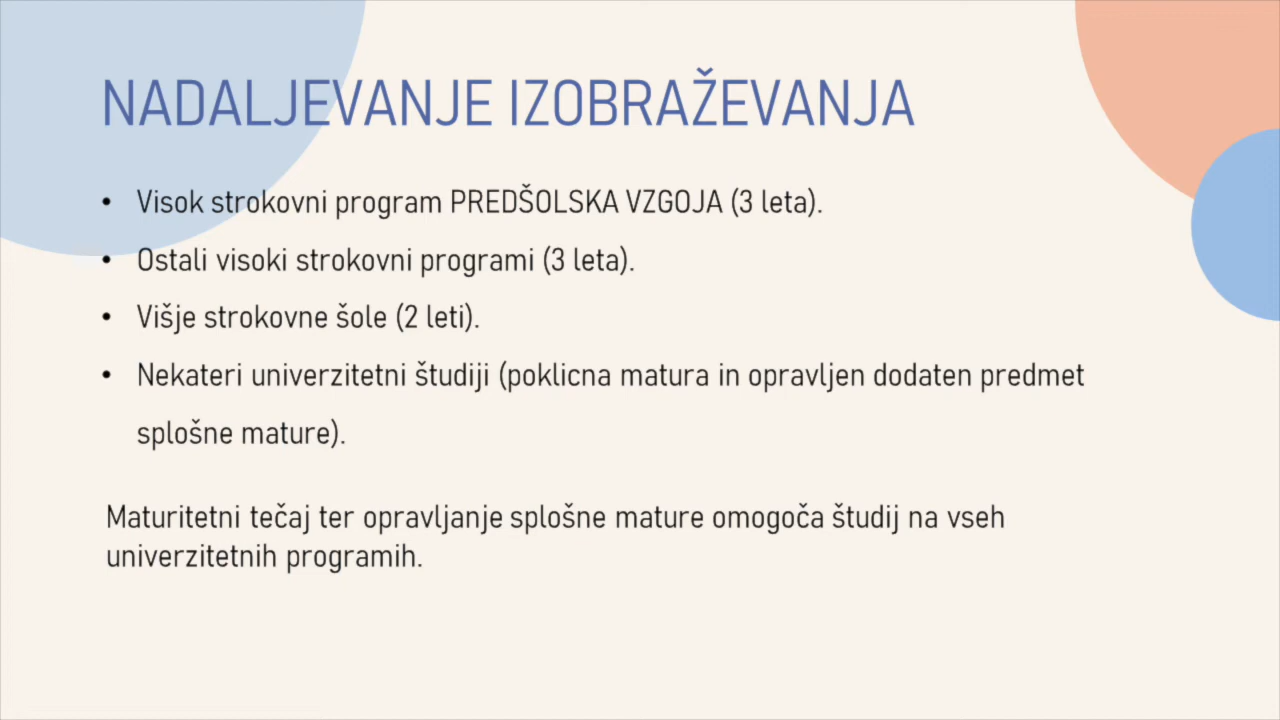 NADALJEVANJE IZOBRAŽEVANJA
• Visok strokovni program PREDŠOLSKA VZGOJA (3 leta).
• Ostali visoki strokovni programi (3 leta).
• Višje strokovne šole (2 leti).
• Nekateri univerzitetni študiji (poklicna matura in opravljen dodaten predmet
splošne mature).
Maturitetni tečaj ter opravljanje splošne mature omogoča študij na vseh
univerzitetnih programih.